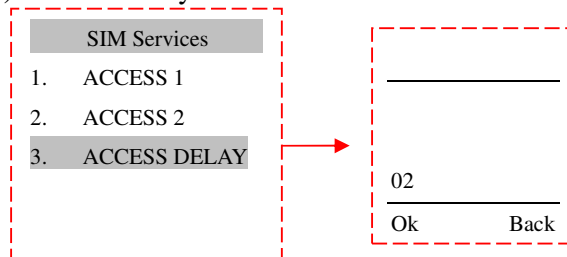 SIM Services
1. ACCESS 1
2. ACCESS 2
3. ACCESS DELAY
02
Ok Back